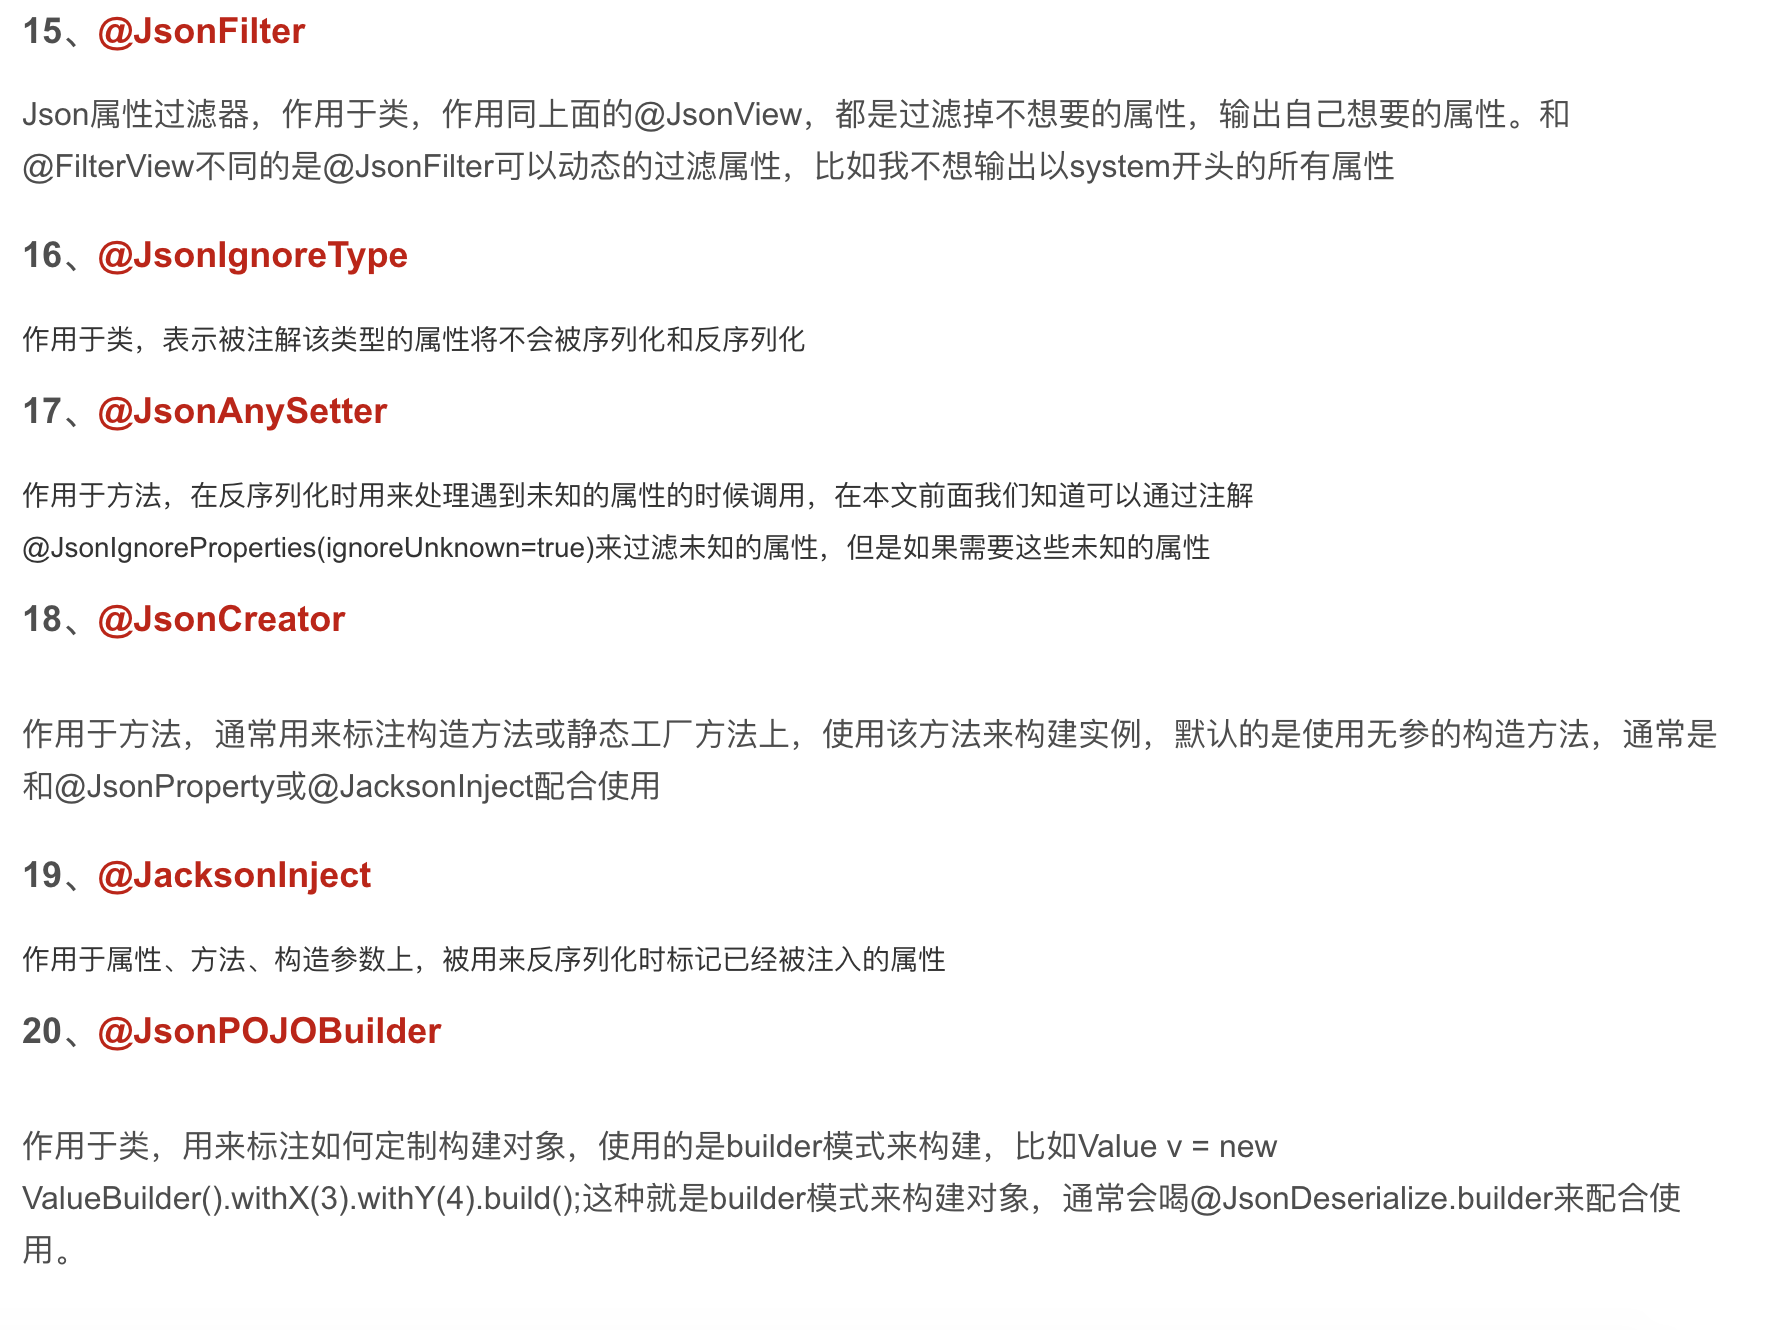 15、@JsonFilter
Json属性过滤器，作用于类，作用同上面的@JsonView，都是过滤掉不想要的属性，输出自己想要的属性。和
@FilterView不同的是@JsonFilter可以动态的过滤属性，比如我不想输出以system开头的所有属性
16、@JsonIgnoreType
作用于类，表示被注解该类型的属性将不会被序列化和反序列化
17、@JsonAnySetter
作用于方法，在反序列化时用来处理遇到未知的属性的时候调用，在本文前面我们知道可以通过注解
@JsonIgnoreProperties(ignoreUnknown=true)来过滤未知的属性，但是如果需要这些未知的属性
18、@JsonCreator
作用于方法，通常用来标注构造方法或静态工厂方法上，使用该方法来构建实例，默认的是使用无参的构造方法，通常是
和@JsonProperty或@JacksonInject配合使用
19、@JacksonInject
作用于属性、方法、构造参数上，被用来反序列化时标记已经被注入的属性
20、@JsonPOJOBuilder
作用于类，用来标注如何定制构建对象，使用的是builder模式来构建，比如Value v = new
ValueBuilder().withX(3).withY(4).build();这种就是builder模式来构建对象，通常会喝@JsonDeserialize.builder来配合使
用。